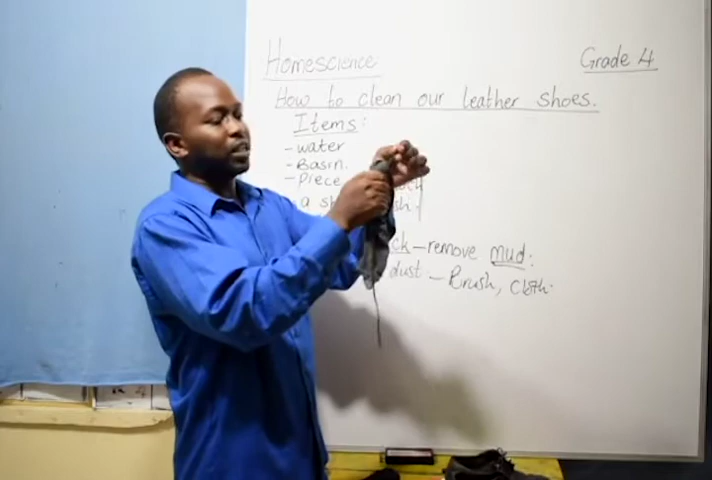 Homescience Grade 4
How to clean our leather shoes.
Items:
- water
- Basin.
- Piece
a
- remove mud.
dust - Brush, cloth.